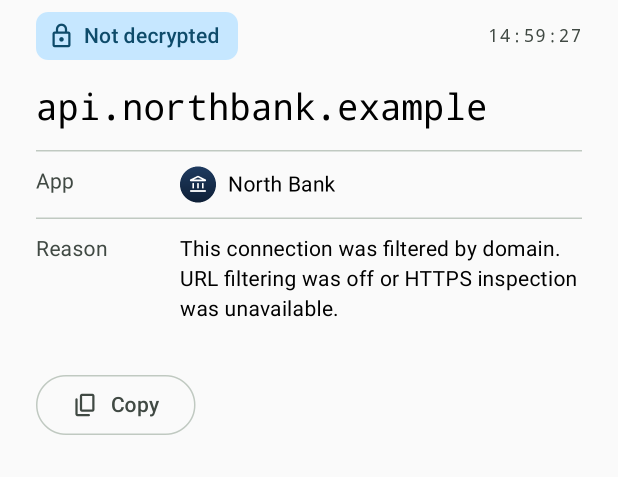 Not decrypted
14:59:27
api.northbank.example
App
North Bank
Reason
This connection was filtered by domain.
URL filtering was off or HTTPS inspection
was unavailable.
Copy